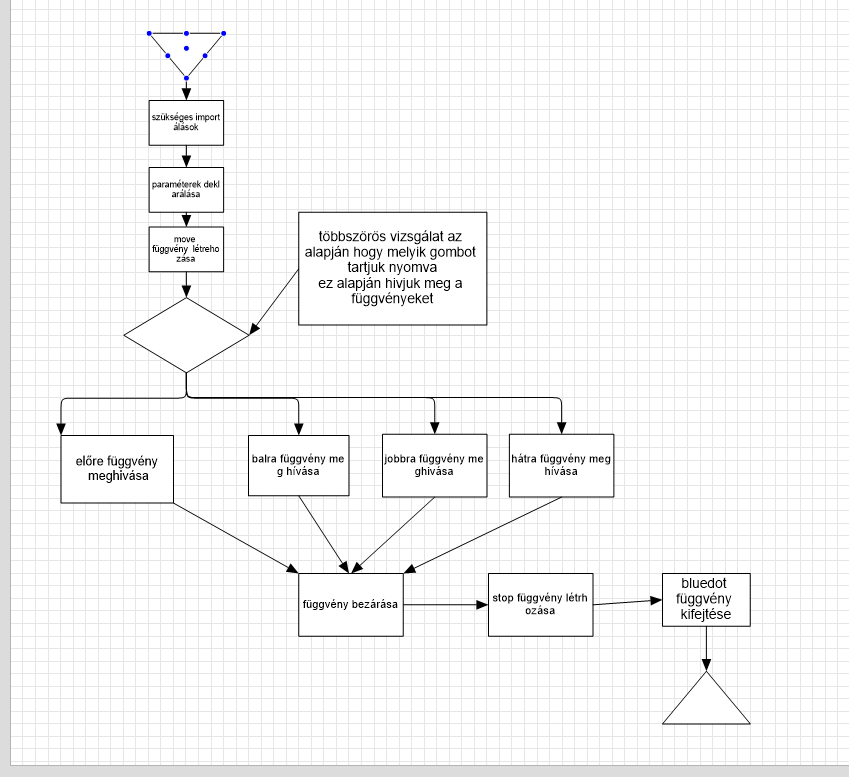 szükséges import
álások
paraméterek dekl
arálása
move
függvény létreho
zása
többszörös vizsgálat az
alapján hogy melyik gombot
tartjuk nyomva
ez alapján hivjuk meg a
függvényeket
előre függvény
meghivása
balra függvény me
g hívása
jobbra függvény me
ghivása
hátra függvény meg
hívása
függvény bezárása
stop függvény létrh
ozása
bluedot
függvény
kifejtése